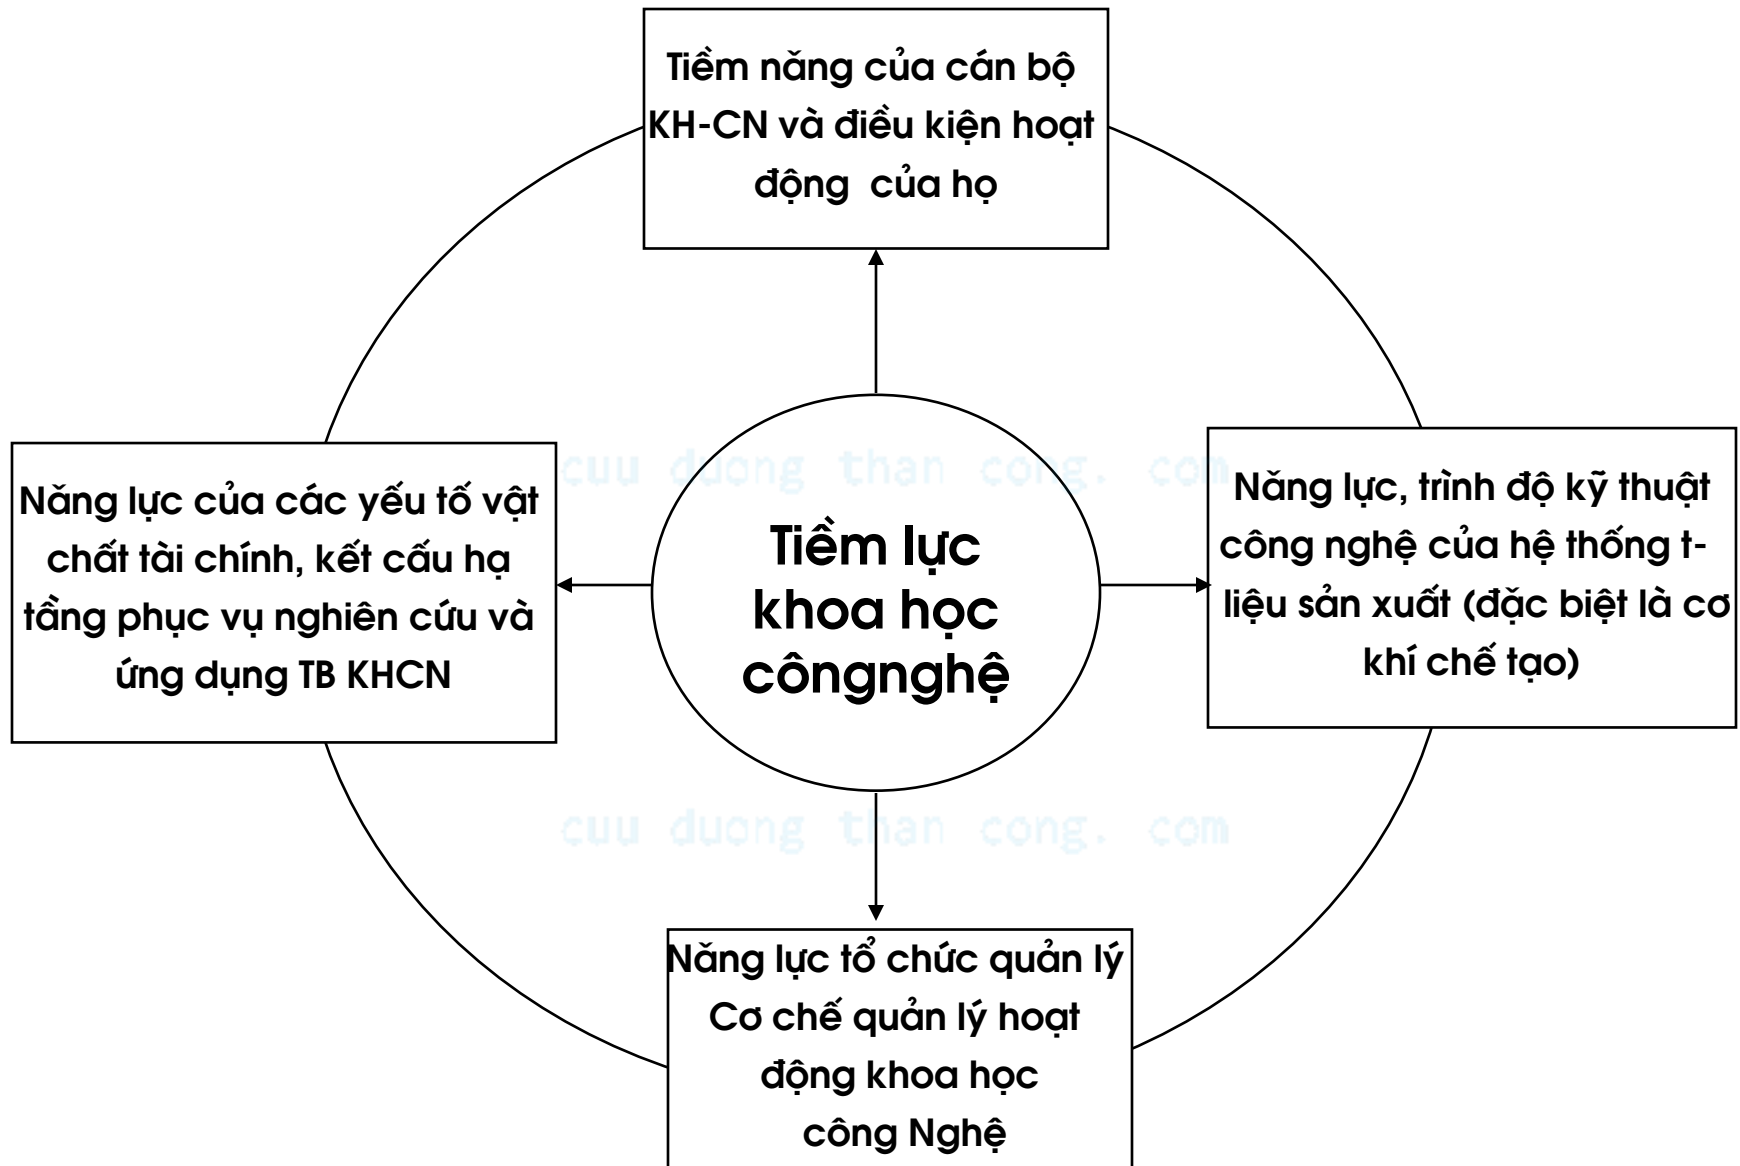 Tiềm năng của cán bộ
KH-CN và điều kiện hoạt
động của họ
Năng lực của các yếu tố vật
chất tài chính, kết cấu hạ
tầng phục vụ nghiên cứu và
ứng dụng TB KHCN
cuu duong than cong. com
Tiềm lực
khoa học
côngnghệ
Năng lực, trình độ kỹ thuật
công nghệ của hệ thống t-
liệu sản xuất (đặc biệt là cơ
khí chế tạo)
cuu duong than cong. com
Năng lực tổ chức quản lý
Cơ chế quản lý hoạt
động khoa học
công Nghệ